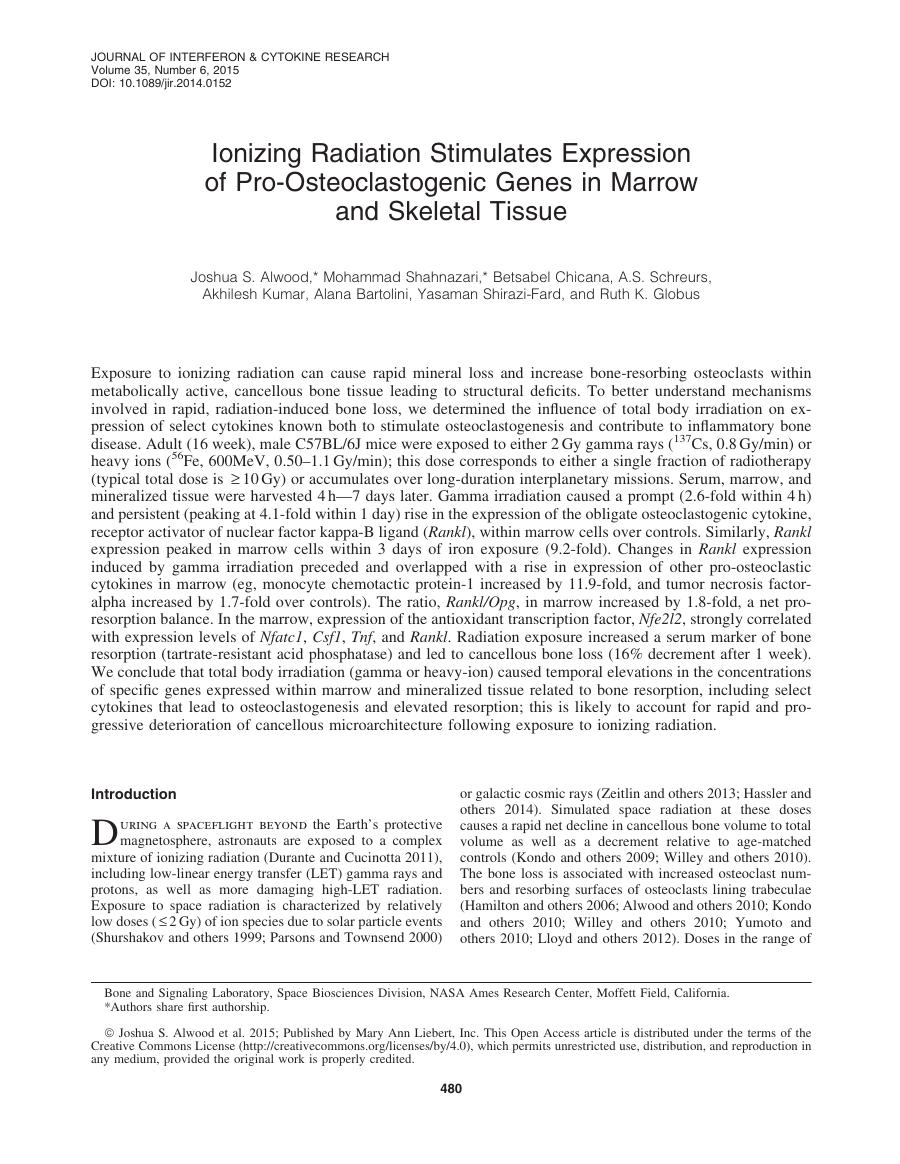 JOURNAL OF INTERFERON & CYTOKINE RESEARCH
Volume 35, Number 6, 2015
DOI: 10.1089/jir.2014.0152
Ionizing Radiation Stimulates Expression
of Pro-Osteoclastogenic Genes in Marrow
and Skeletal Tissue
Joshua S. Alwood,* Mohammad Shahnazari,* Betsabel Chicana, A.S. Schreurs,
Akhilesh Kumar, Alana Bartolini, Yasaman Shirazi-Fard, and Ruth K. Globus
Exposure to ionizing radiation can cause rapid mineral loss and increase bone-resorbing osteoclasts within
metabolically active, cancellous bone tissue leading to structural deficits. To better understand mechanisms
involved in rapid, radiation-induced bone loss, we determined the influence of total body irradiation on ex-
pression of select cytokines known both to stimulate osteoclastogenesis and contribute to inflammatory bone
disease. Adult (16 week), male C57BL/6J mice were exposed to either 2 Gy gamma rays (¹³⁷Cs, 0.8 Gy/min) or
heavy ions (⁵⁶Fe, 600MeV, 0.50–1.1 Gy/min); this dose corresponds to either a single fraction of radiotherapy
(typical total dose is ≥10 Gy) or accumulates over long-duration interplanetary missions. Serum, marrow, and
mineralized tissue were harvested 4 h—7 days later. Gamma irradiation caused a prompt (2.6-fold within 4 h)
and persistent (peaking at 4.1-fold within 1 day) rise in the expression of the obligate osteoclastogenic cytokine,
receptor activator of nuclear factor kappa-B ligand (Rankl), within marrow cells over controls. Similarly, Rankl
expression peaked in marrow cells within 3 days of iron exposure (9.2-fold). Changes in Rankl expression
induced by gamma irradiation preceded and overlapped with a rise in expression of other pro-osteoclastic
cytokines in marrow (eg, monocyte chemotactic protein-1 increased by 11.9-fold, and tumor necrosis factor-
alpha increased by 1.7-fold over controls). The ratio, Rankl/Opg, in marrow increased by 1.8-fold, a net pro-
resorption balance. In the marrow, expression of the antioxidant transcription factor, Nfe2l2, strongly correlated
with expression levels of Nfatc1, Csf1, Tnf, and Rankl. Radiation exposure increased a serum marker of bone
resorption (tartrate-resistant acid phosphatase) and led to cancellous bone loss (16% decrement after 1 week).
We conclude that total body irradiation (gamma or heavy-ion) caused temporal elevations in the concentrations
of specific genes expressed within marrow and mineralized tissue related to bone resorption, including select
cytokines that lead to osteoclastogenesis and elevated resorption; this is likely to account for rapid and pro-
gressive deterioration of cancellous microarchitecture following exposure to ionizing radiation.
Introduction
DURING A SPACEFLIGHT BEYOND the Earth's protective
magnetosphere, astronauts are exposed to a complex
mixture of ionizing radiation (Durante and Cucinotta 2011),
including low-linear energy transfer (LET) gamma rays and
protons, as well as more damaging high-LET radiation.
Exposure to space radiation is characterized by relatively
low doses (≤2 Gy) of ion species due to solar particle events
(Shurshakov and others 1999; Parsons and Townsend 2000)
or galactic cosmic rays (Zeitlin and others 2013; Hassler and
others 2014). Simulated space radiation at these doses
causes a rapid net decline in cancellous bone volume to total
volume as well as a decrement relative to age-matched
controls (Kondo and others 2009; Willey and others 2010).
The bone loss is associated with increased osteoclast num-
bers and resorbing surfaces of osteoclasts lining trabeculae
(Hamilton and others 2006; Alwood and others 2010; Kondo
and others 2010; Willey and others 2010; Yumoto and
others 2010; Lloyd and others 2012). Doses in the range of
Bone and Signaling Laboratory, Space Biosciences Division, NASA Ames Research Center, Moffett Field, California.
*Authors share first authorship.
© Joshua S. Alwood et al. 2015; Published by Mary Ann Liebert, Inc. This Open Access article is distributed under the terms of the
Creative Commons License (http://creativecommons.org/licenses/by/4.0), which permits unrestricted use, distribution, and reproduction in
any medium, provided the original work is properly credited.
480